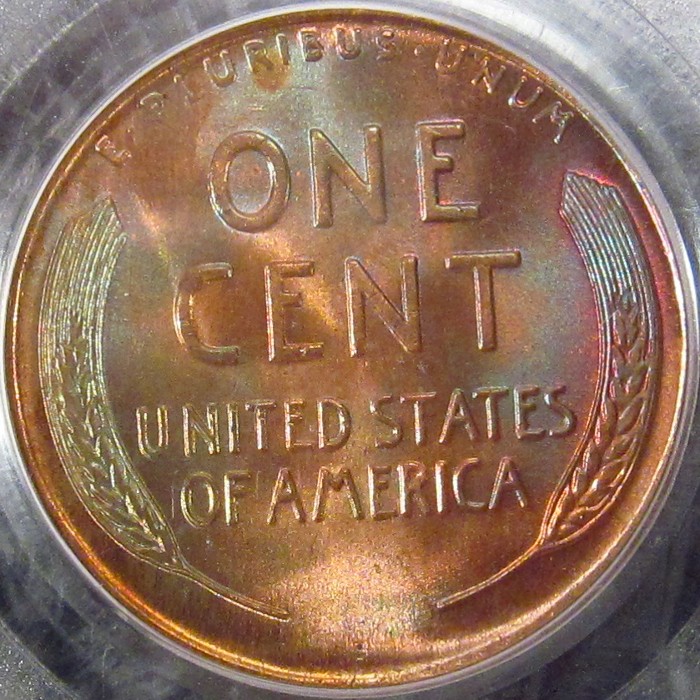 E PLURIBUS · UNUM
ONE
CENT
UNITED STATES
OF AMERICA